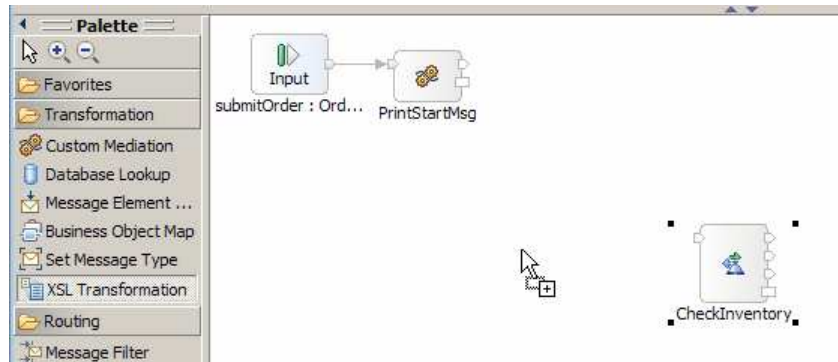 Palette
Favorites
Transformation
Custom Mediation
Database Lookup
Message Element ...
Business Object Map
Set Message Type
XSL Transformation
Routing
Message Filter
Input
submitOrder : Ord...
PrintStartMsg
CheckInventory